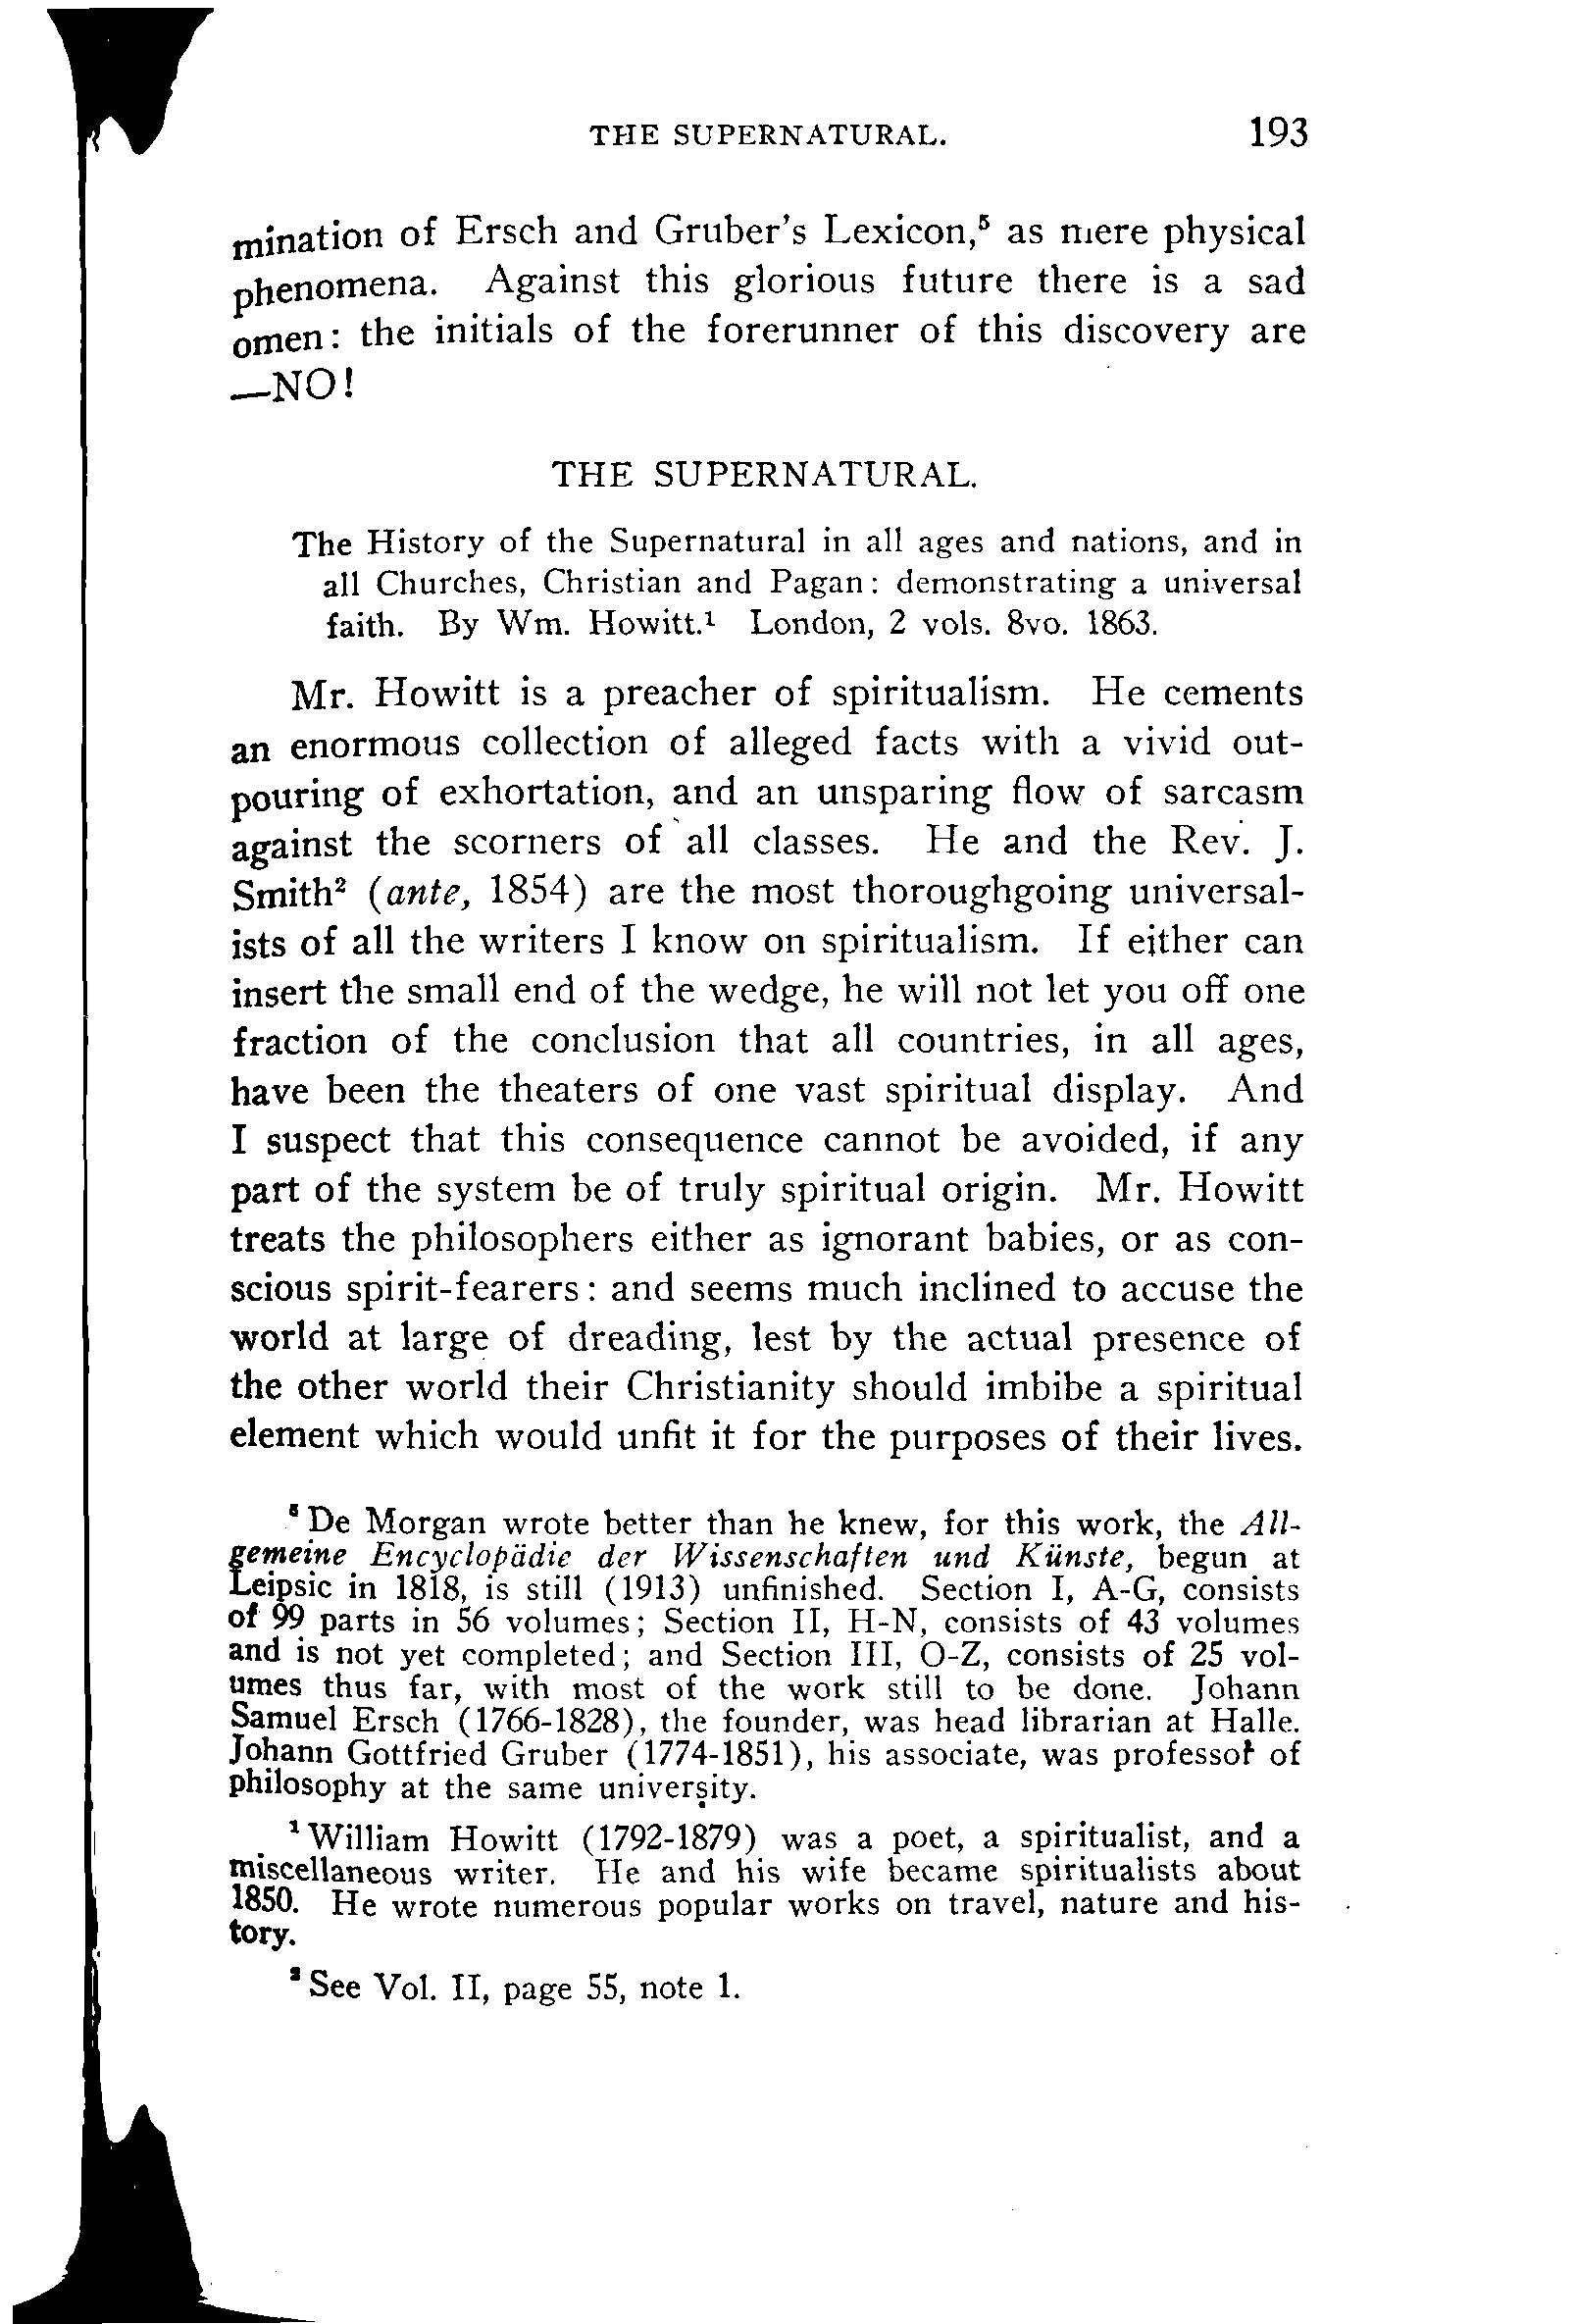 THE SUPERNATURAL. 193
mination of Ersch and Gruber's Lexicon,⁵ as mere physical
phenomena. Against this glorious future there is a sad
omen: the initials of the forerunner of this discovery are
—NO!
THE SUPERNATURAL.
The History of the Supernatural in all ages and nations, and in
all Churches, Christian and Pagan: demonstrating a universal
faith. By Wm. Howitt.¹ London, 2 vols. 8vo. 1863.
Mr. Howitt is a preacher of spiritualism. He cements
an enormous collection of alleged facts with a vivid out-
pouring of exhortation, and an unsparing flow of sarcasm
against the scorners of all classes. He and the Rev. J.
Smith² (ante, 1854) are the most thoroughgoing universal-
ists of all the writers I know on spiritualism. If either can
insert the small end of the wedge, he will not let you off one
fraction of the conclusion that all countries, in all ages,
have been the theaters of one vast spiritual display. And
I suspect that this consequence cannot be avoided, if any
part of the system be of truly spiritual origin. Mr. Howitt
treats the philosophers either as ignorant babies, or as con-
scious spirit-fearers: and seems much inclined to accuse the
world at large of dreading, lest by the actual presence of
the other world their Christianity should imbibe a spiritual
element which would unfit it for the purposes of their lives.
⁵ De Morgan wrote better than he knew, for this work, the All-
gemeine Encyclopädie der Wissenschaften und Künste, begun at
Leipsic in 1818, is still (1913) unfinished. Section I, A-G, consists
of 99 parts in 56 volumes; Section II, H-N, consists of 43 volumes
and is not yet completed; and Section III, O-Z, consists of 25 vol-
umes thus far, with most of the work still to be done. Johann
Samuel Ersch (1766-1828), the founder, was head librarian at Halle.
Johann Gottfried Gruber (1774-1851), his associate, was professor of
philosophy at the same university.
¹ William Howitt (1792-1879) was a poet, a spiritualist, and a
miscellaneous writer. He and his wife became spiritualists about
1850. He wrote numerous popular works on travel, nature and his-
tory.
² See Vol. II, page 55, note 1.